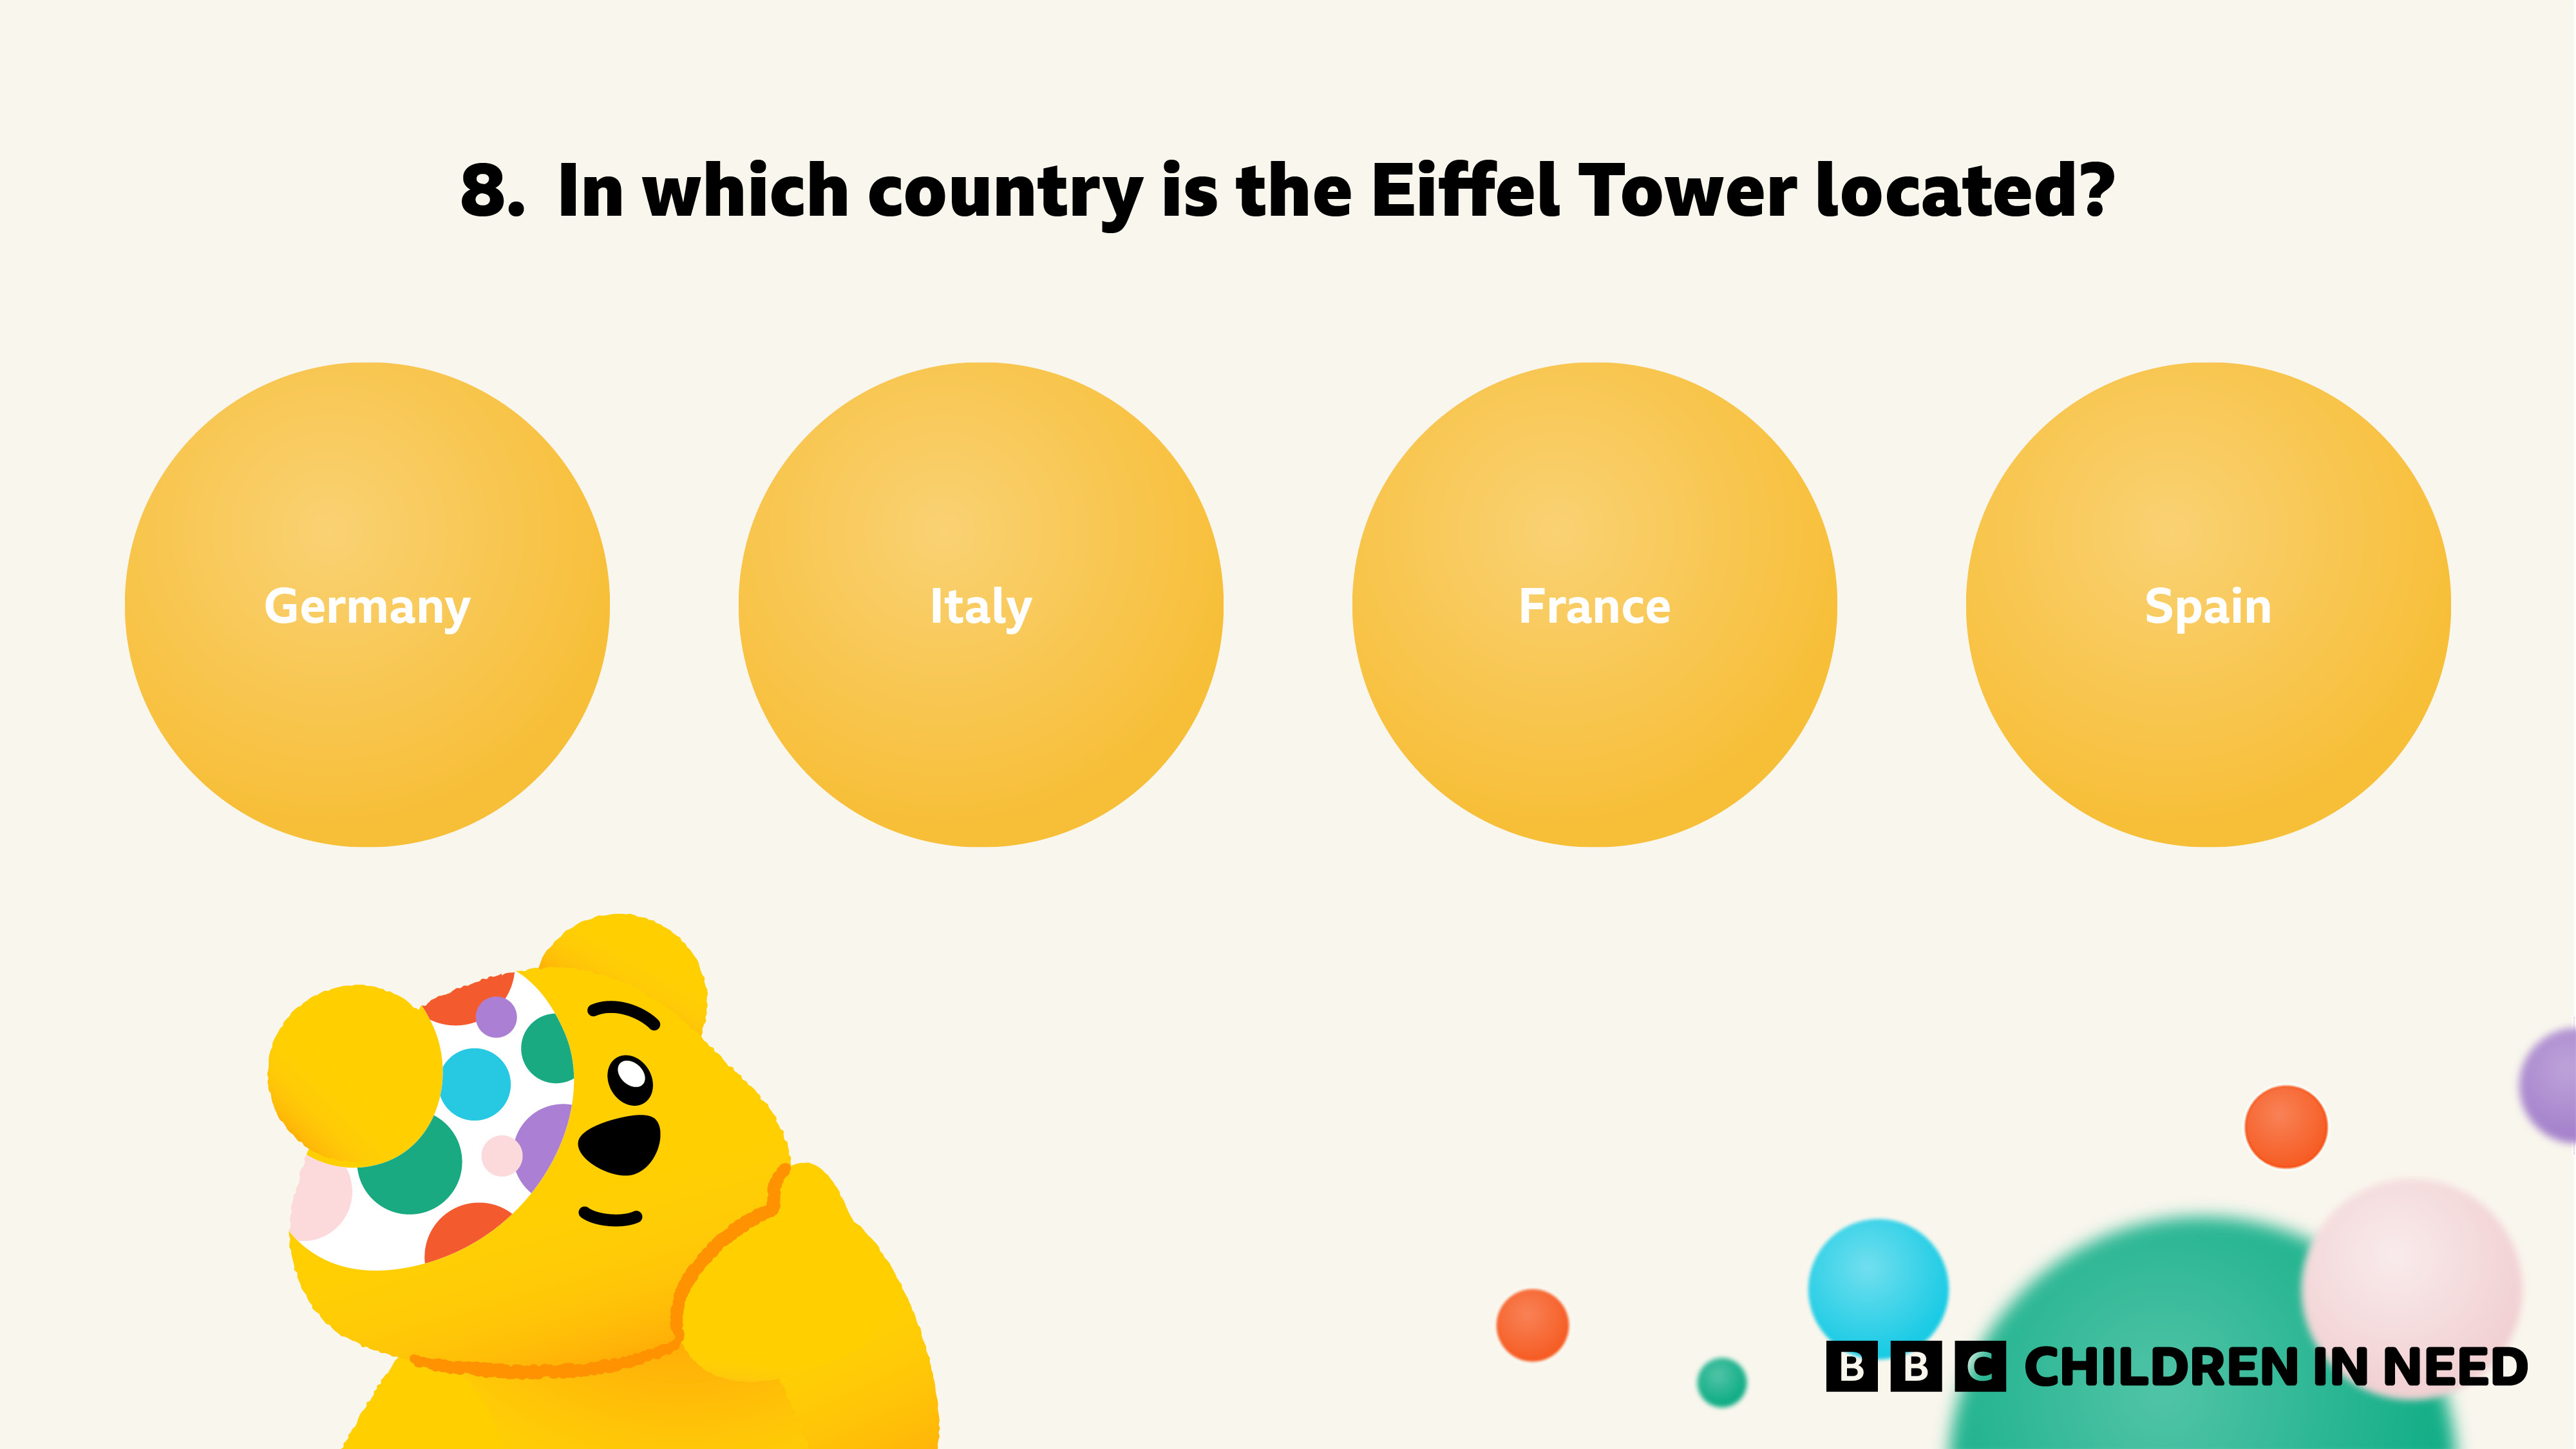 8. In which country is the Eiffel Tower located?
Germany
Italy
France
Spain
BBC CHILDREN IN NEED